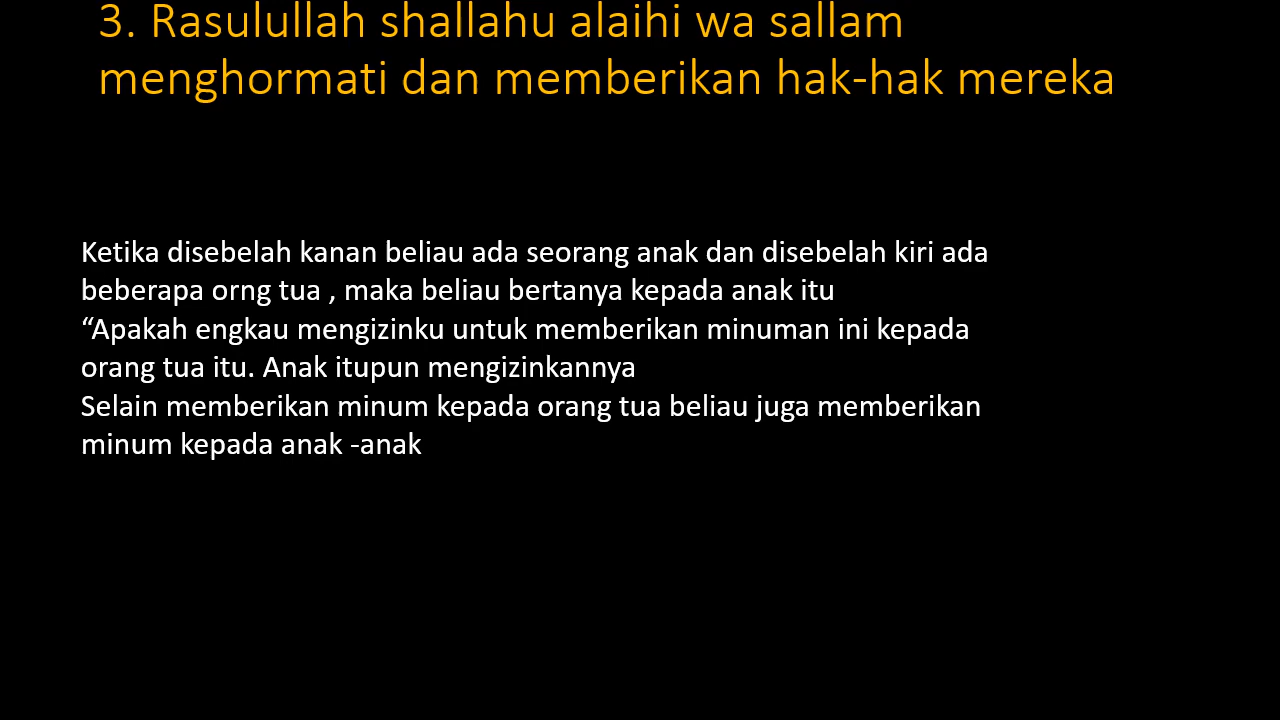 3. Rasulullah shallahu alaihi wa sallam
menghormati dan memberikan hak-hak mereka
Ketika disebelah kanan beliau ada seorang anak dan disebelah kiri ada
beberapa orng tua , maka beliau bertanya kepada anak itu
“Apakah engkau mengizinku untuk memberikan minuman ini kepada
orang tua itu. Anak itupun mengizinkannya
Selain memberikan minum kepada orang tua beliau juga memberikan
minum kepada anak -anak